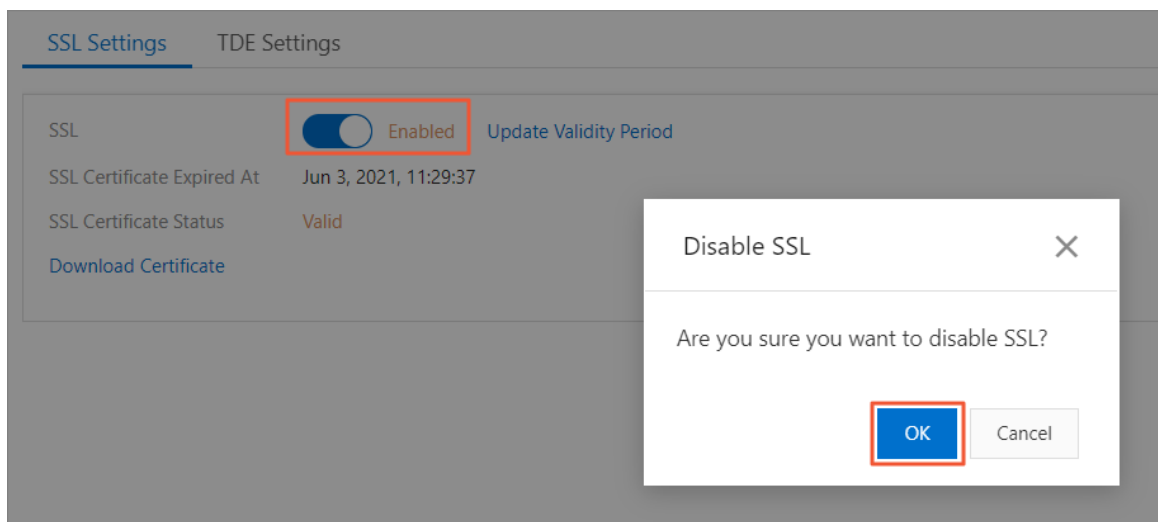 SSL Settings TDE Settings
SSL Enabled Update Validity Period
SSL Certificate Expired At Jun 3, 2021, 11:29:37
SSL Certificate Status Valid
Download Certificate
Disable SSL
Are you sure you want to disable SSL?
OK Cancel